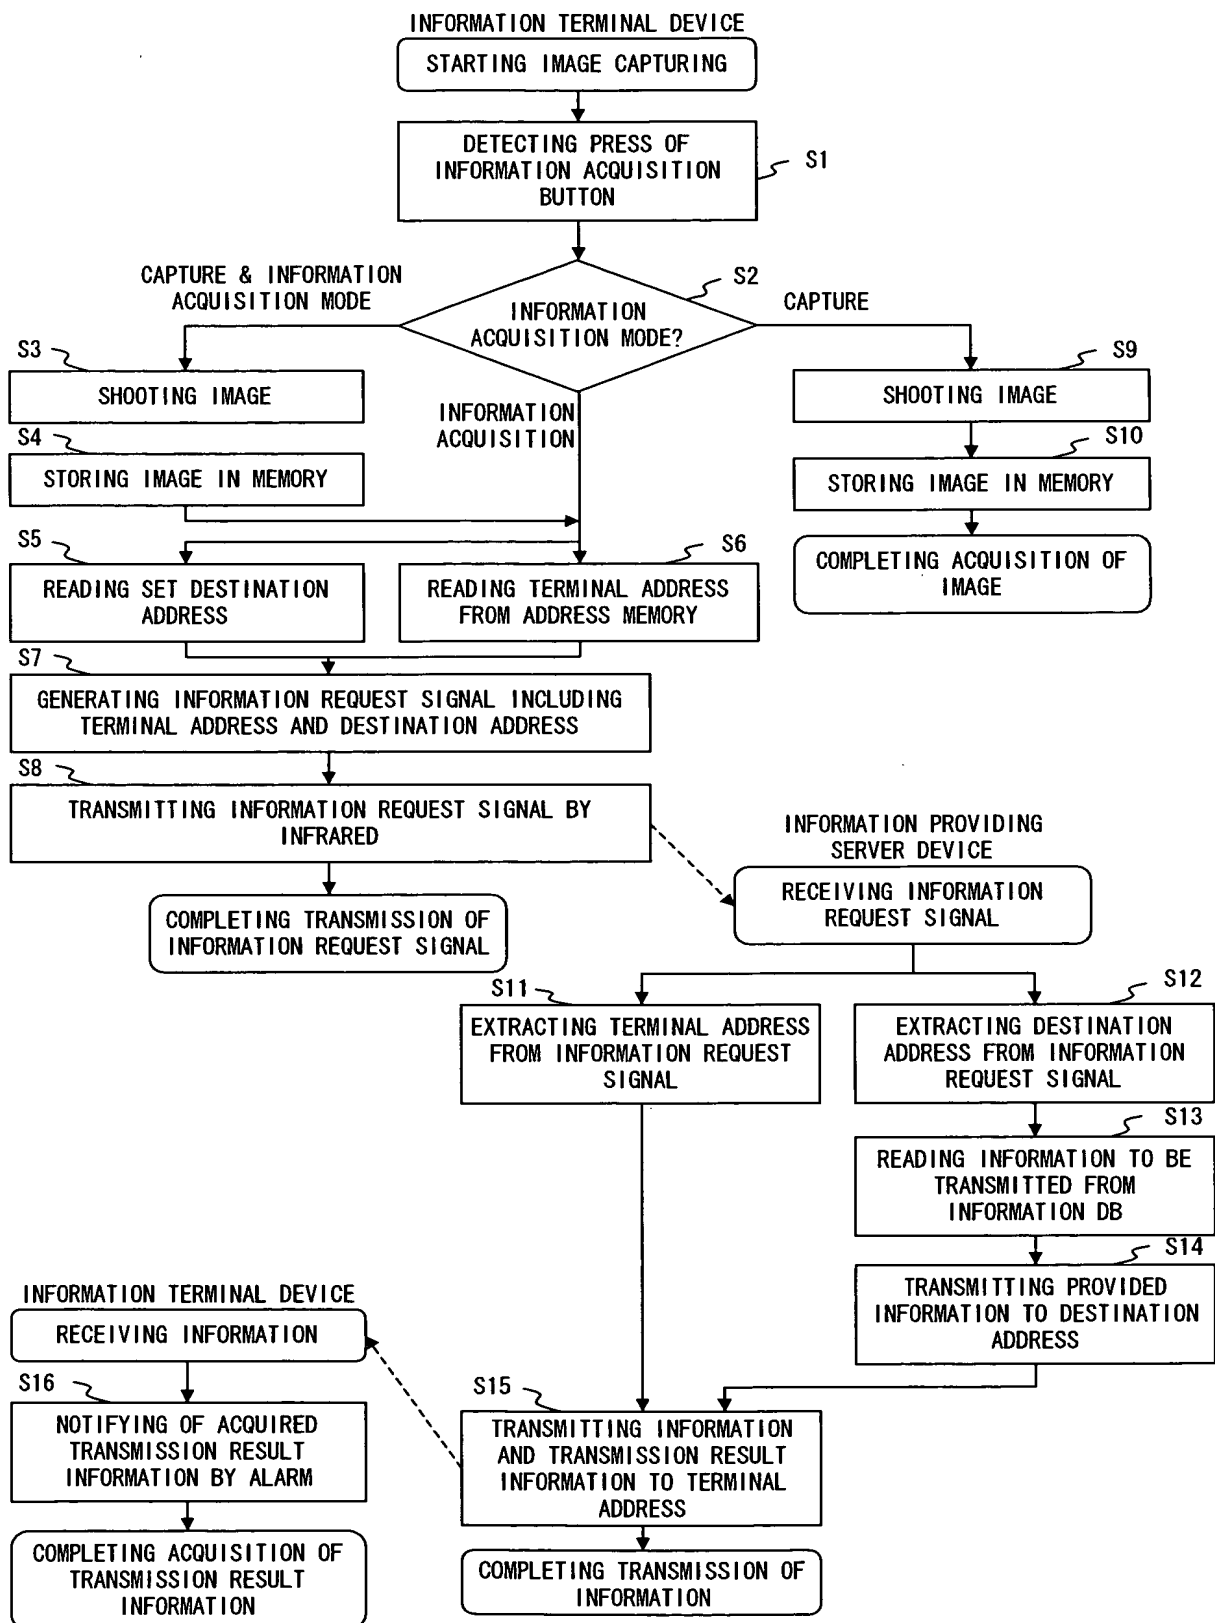 INFORMATION TERMINAL DEVICE
STARTING IMAGE CAPTURING
DETECTING PRESS OF
INFORMATION ACQUISITION
BUTTON
S1
CAPTURE & INFORMATION
ACQUISITION MODE
S2
INFORMATION
ACQUISITION MODE?
CAPTURE
S3
SHOOTING IMAGE
INFORMATION
ACQUISITION
S9
SHOOTING IMAGE
S4
STORING IMAGE IN MEMORY
S10
STORING IMAGE IN MEMORY
S5
READING SET DESTINATION
ADDRESS
S6
READING TERMINAL ADDRESS
FROM ADDRESS MEMORY
COMPLETING ACQUISITION OF
IMAGE
S7
GENERATING INFORMATION REQUEST SIGNAL INCLUDING
TERMINAL ADDRESS AND DESTINATION ADDRESS
S8
TRANSMITTING INFORMATION REQUEST SIGNAL BY
INFRARED
COMPLETING TRANSMISSION OF
INFORMATION REQUEST SIGNAL
INFORMATION PROVIDING
SERVER DEVICE
RECEIVING INFORMATION
REQUEST SIGNAL
S11
EXTRACTING TERMINAL ADDRESS
FROM INFORMATION REQUEST
SIGNAL
S12
EXTRACTING DESTINATION
ADDRESS FROM INFORMATION
REQUEST SIGNAL
S13
READING INFORMATION TO BE
TRANSMITTED FROM
INFORMATION DB
S14
TRANSMITTING PROVIDED
INFORMATION TO DESTINATION
ADDRESS
INFORMATION TERMINAL DEVICE
RECEIVING INFORMATION
S16
NOTIFYING OF ACQUIRED
TRANSMISSION RESULT
INFORMATION BY ALARM
S15
TRANSMITTING INFORMATION
AND TRANSMISSION RESULT
INFORMATION TO TERMINAL
ADDRESS
COMPLETING ACQUISITION OF
TRANSMISSION RESULT
INFORMATION
COMPLETING TRANSMISSION OF
INFORMATION